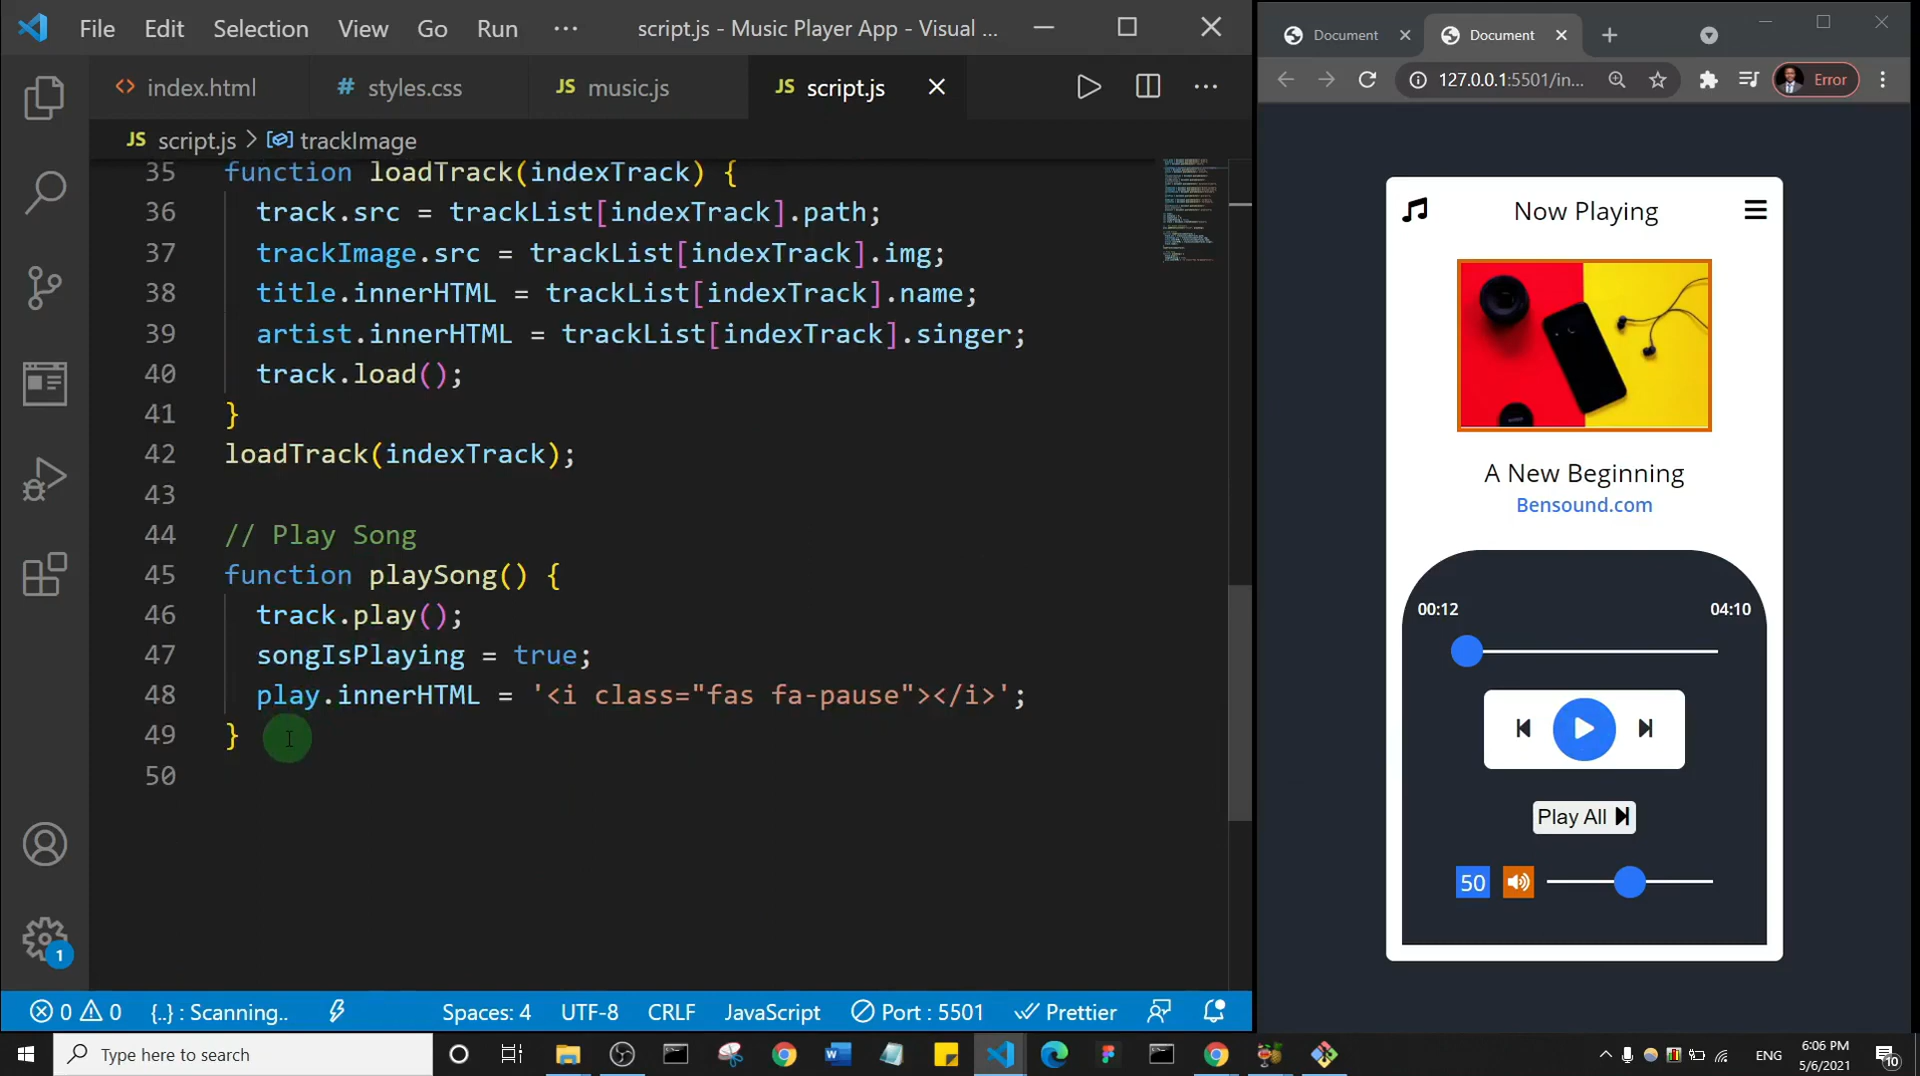 File Edit Selection View Go Run ··· script.js - Music Player App - Visual ...
<> index.html # styles.css JS music.js JS script.js
JS script.js > trackImage
35 function loadTrack(indexTrack) {
36 track.src = trackList[indexTrack].path;
37 trackImage.src = trackList[indexTrack].img;
38 title.innerHTML = trackList[indexTrack].name;
39 artist.innerHTML = trackList[indexTrack].singer;
40 track.load();
41 }
42 loadTrack(indexTrack);
43
44 // Play Song
45 function playSong() {
46 track.play();
47 songIsPlaying = true;
48 play.innerHTML = '<i class="fas fa-pause"></i>';
49 }
50
1
0 0 {..} : Scanning.. Spaces: 4 UTF-8 CRLF JavaScript Port : 5501 Prettier
Document Document
127.0.0.1:5501/in... Error
Now Playing
A New Beginning
Bensound.com
00:12 04:10
Play All
50
Type here to search
ENG 6:06 PM
5/6/2021 10